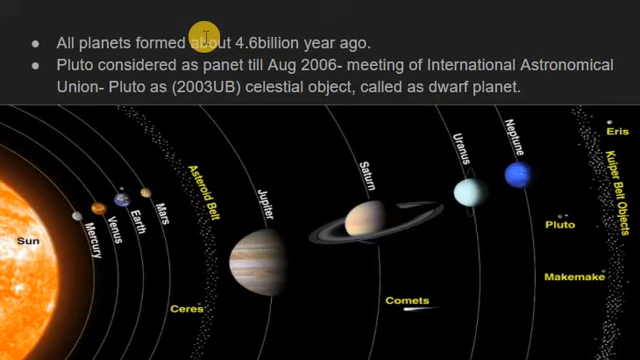 All planets formed about 4.6billion year ago.
Pluto considered as panet till Aug 2006- meeting of International Astronomical
Union- Pluto as (2003UB) celestial object, called as dwarf planet.
Sun
Mercury
Venus
Earth
Mars
Asteroid Belt
Ceres
Jupiter
Saturn
Comets
Uranus
Neptune
Pluto
Makemake
Eris
Kuiper Belt Objects